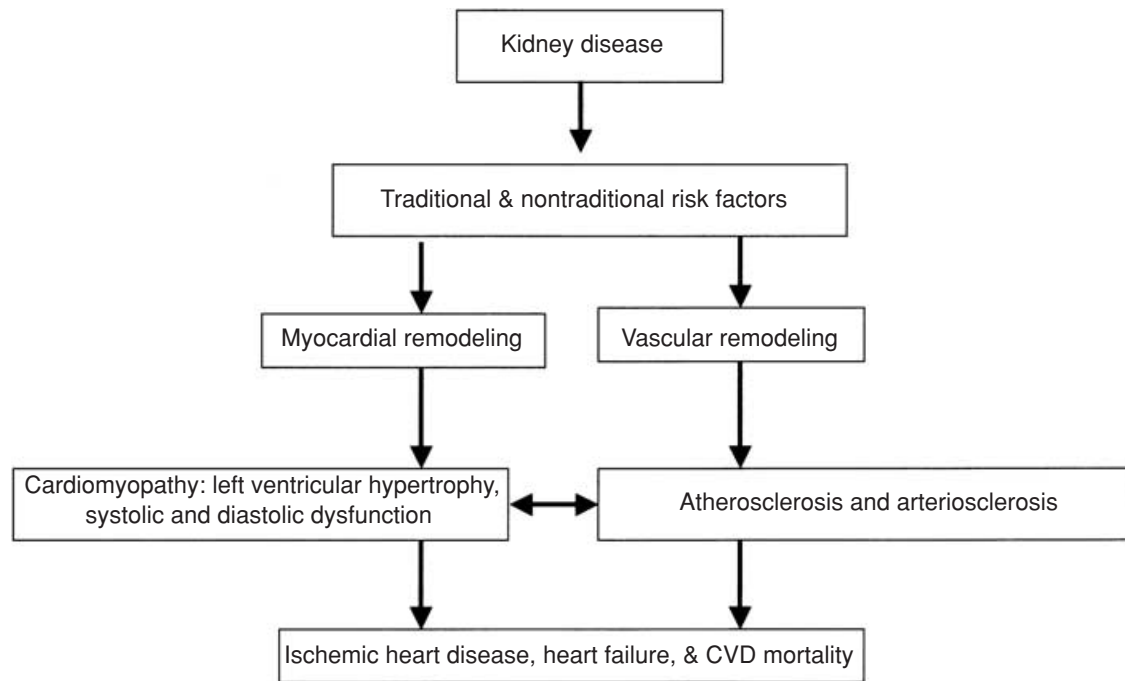 Kidney disease
Traditional & nontraditional risk factors
Myocardial remodeling
Vascular remodeling
Cardiomyopathy: left ventricular hypertrophy,
systolic and diastolic dysfunction
Atherosclerosis and arteriosclerosis
Ischemic heart disease, heart failure, & CVD mortality